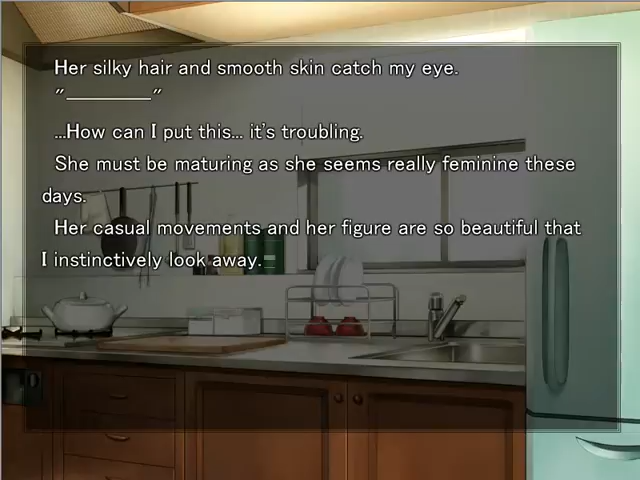 Her silky hair and smooth skin catch my eye.
"――――――"
...How can I put this... it's troubling.
She must be maturing as she seems really feminine these
days.
Her casual movements and her figure are so beautiful that
I instinctively look away.